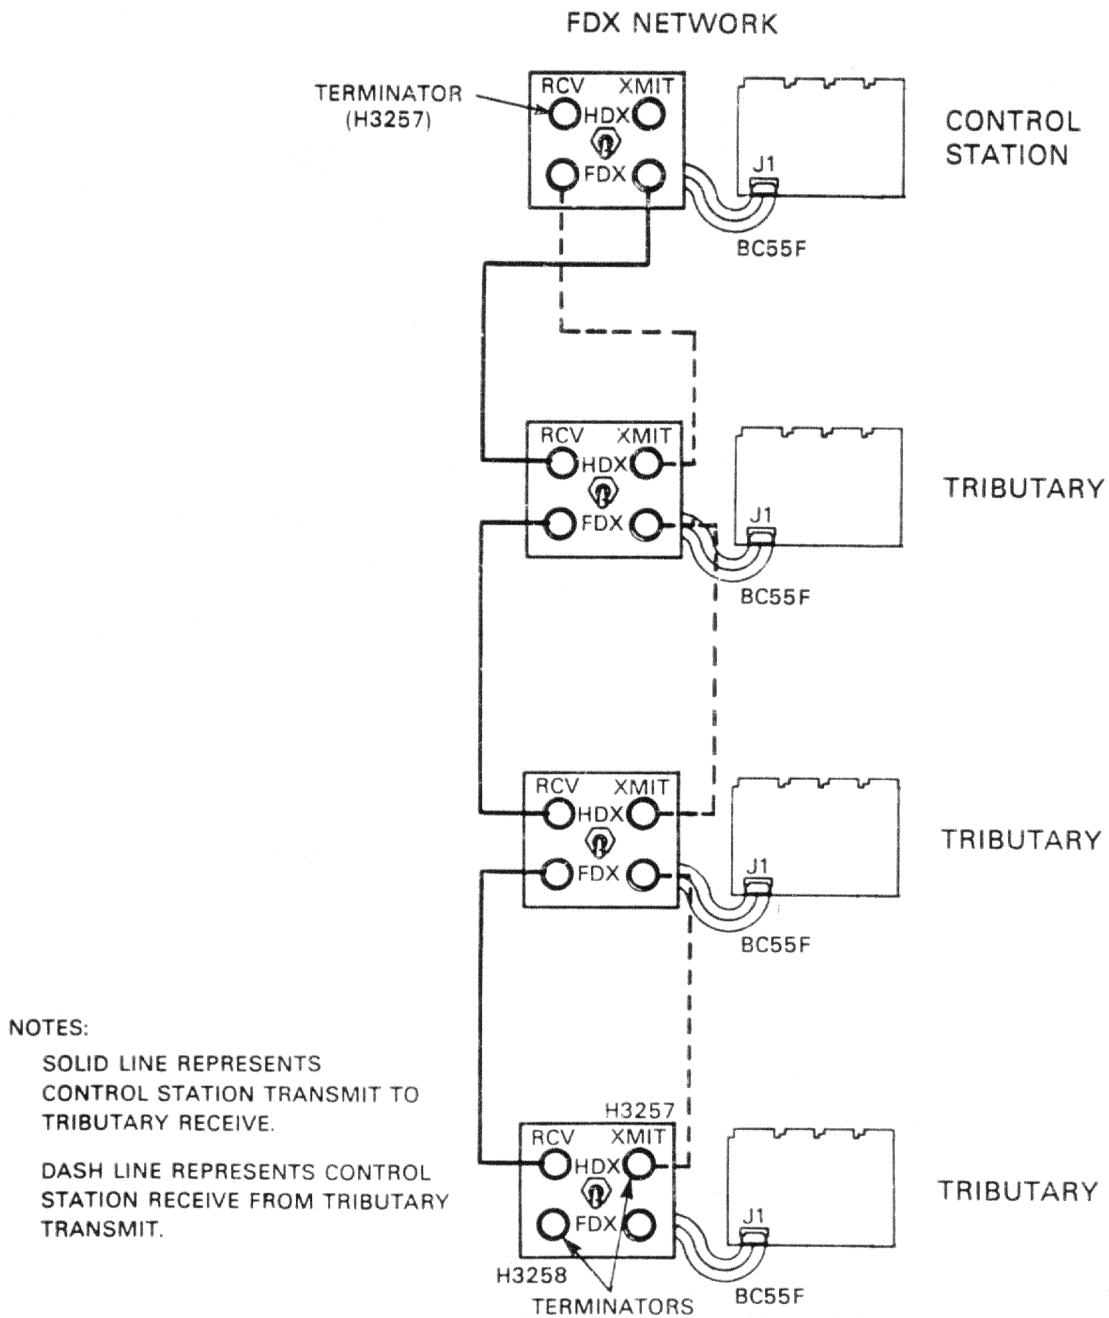 FDX NETWORK
TERMINATOR
(H3257)
RCV XMIT
HDX
FDX
J1
BC55F
CONTROL
STATION
RCV XMIT
HDX
FDX
J1
BC55F
TRIBUTARY
RCV XMIT
HDX
FDX
J1
BC55F
TRIBUTARY
NOTES:
SOLID LINE REPRESENTS
CONTROL STATION TRANSMIT TO
TRIBUTARY RECEIVE.
DASH LINE REPRESENTS CONTROL
STATION RECEIVE FROM TRIBUTARY
TRANSMIT.
H3257
RCV XMIT
HDX
FDX
J1
BC55F
TRIBUTARY
H3258
TERMINATORS